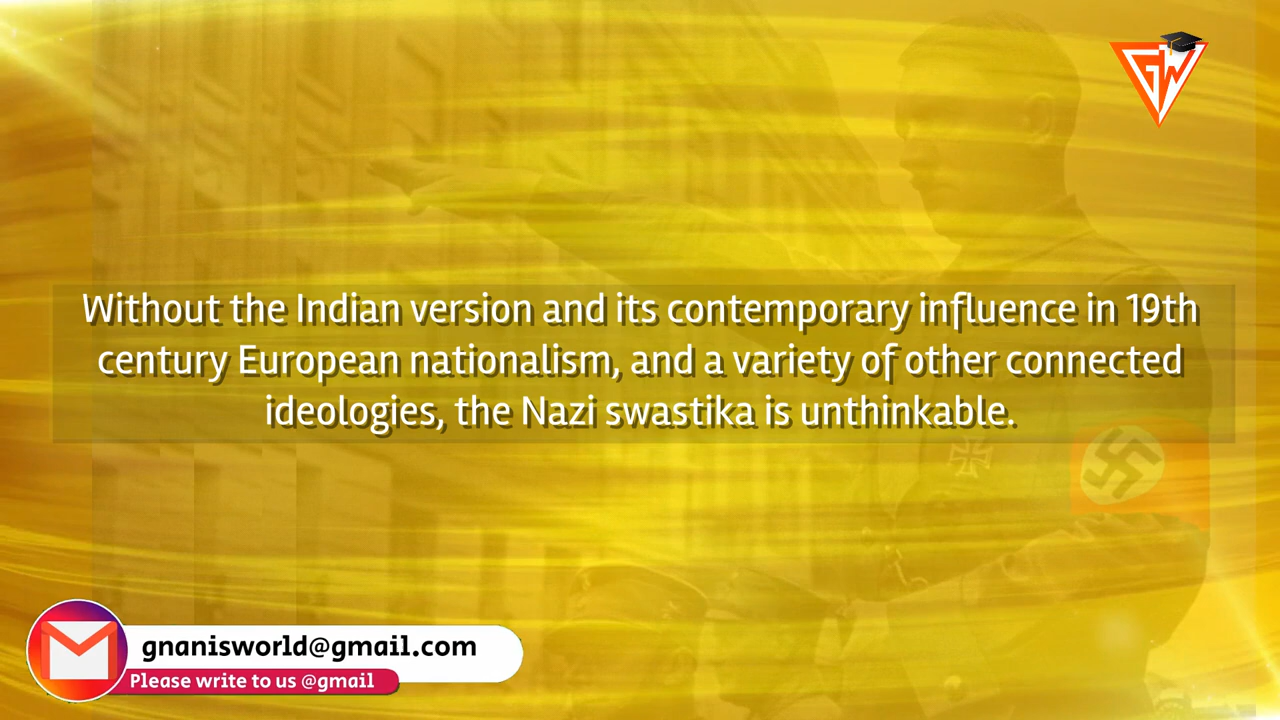 GW
Without the Indian version and its contemporary influence in 19th
century European nationalism, and a variety of other connected
ideologies, the Nazi swastika is unthinkable.
gnanisworld@gmail.com
Please write to us @gmail